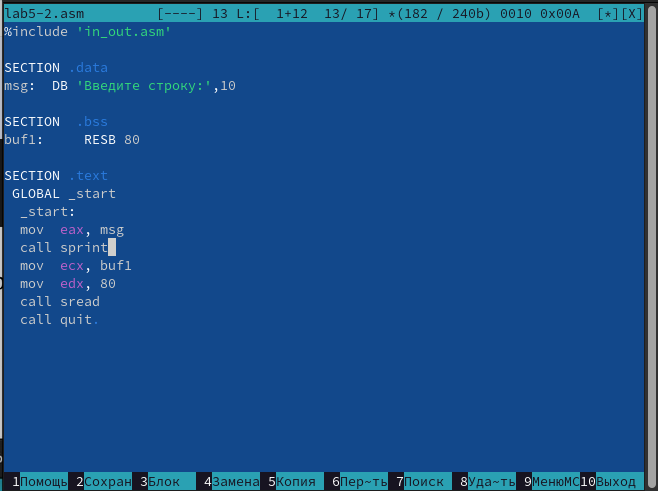 lab5-2.asm [----] 13 L:[ 1+12 13/ 17] *(182 / 240b) 0010 0x00A [*][X]
%include 'in_out.asm'
SECTION .data
msg: DB 'Введите строку:',10
SECTION .bss
buf1: RESB 80
SECTION .text
GLOBAL _start
_start:
mov eax, msg
call sprint
mov ecx, buf1
mov edx, 80
call sread
call quit.
1Помощь 2Сохран 3Блок 4Замена 5Копия 6Пер~ть 7Поиск 8Уда~ть 9МенюMC 10Выход